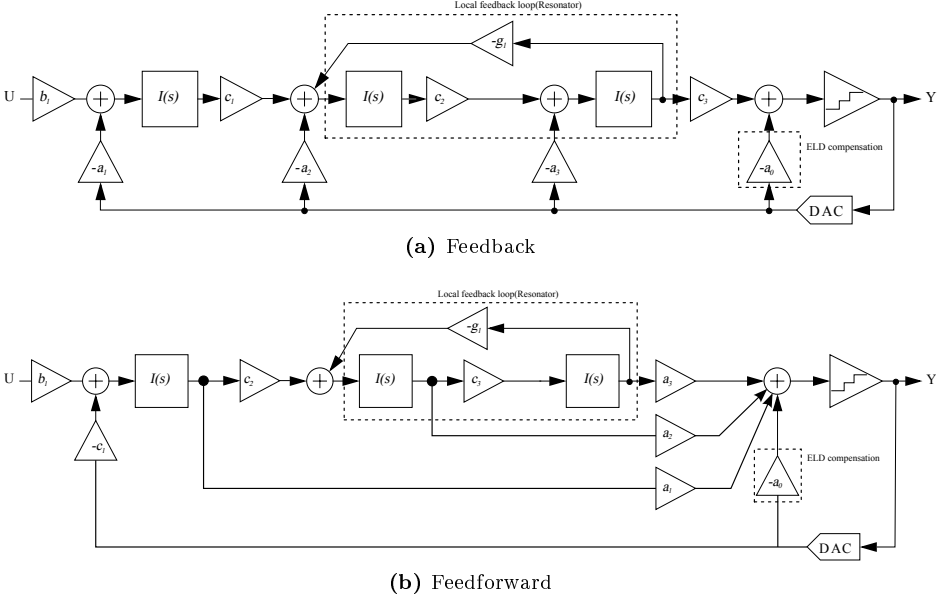 Local feedback loop(Resonator)
-g1
U b1 I(s) c1 I(s) c2 I(s) c3 Y
-a1 -a2 -a3 -a0 ELD compensation
DAC
(a) Feedback
Local feedback loop(Resonator)
-g1
U b1 I(s) c2 I(s) c3 I(s) a3 Y
a2
-c1
a1 -a0 ELD compensation
DAC
(b) Feedforward